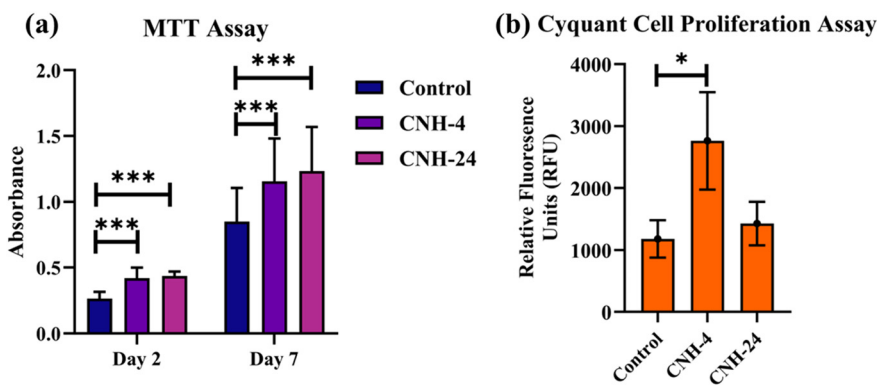 (a)
MTT Assay
2.0
1.5
1.0
0.5
0.0
Absorbance
***
***
***
***
Day 2
Day 7
Control
CNH-4
CNH-24
(b)
Cyquant Cell Proliferation Assay
4000
3000
2000
1000
0
Relative Fluoresence
Units (RFU)
*
Control
CNH-4
CNH-24